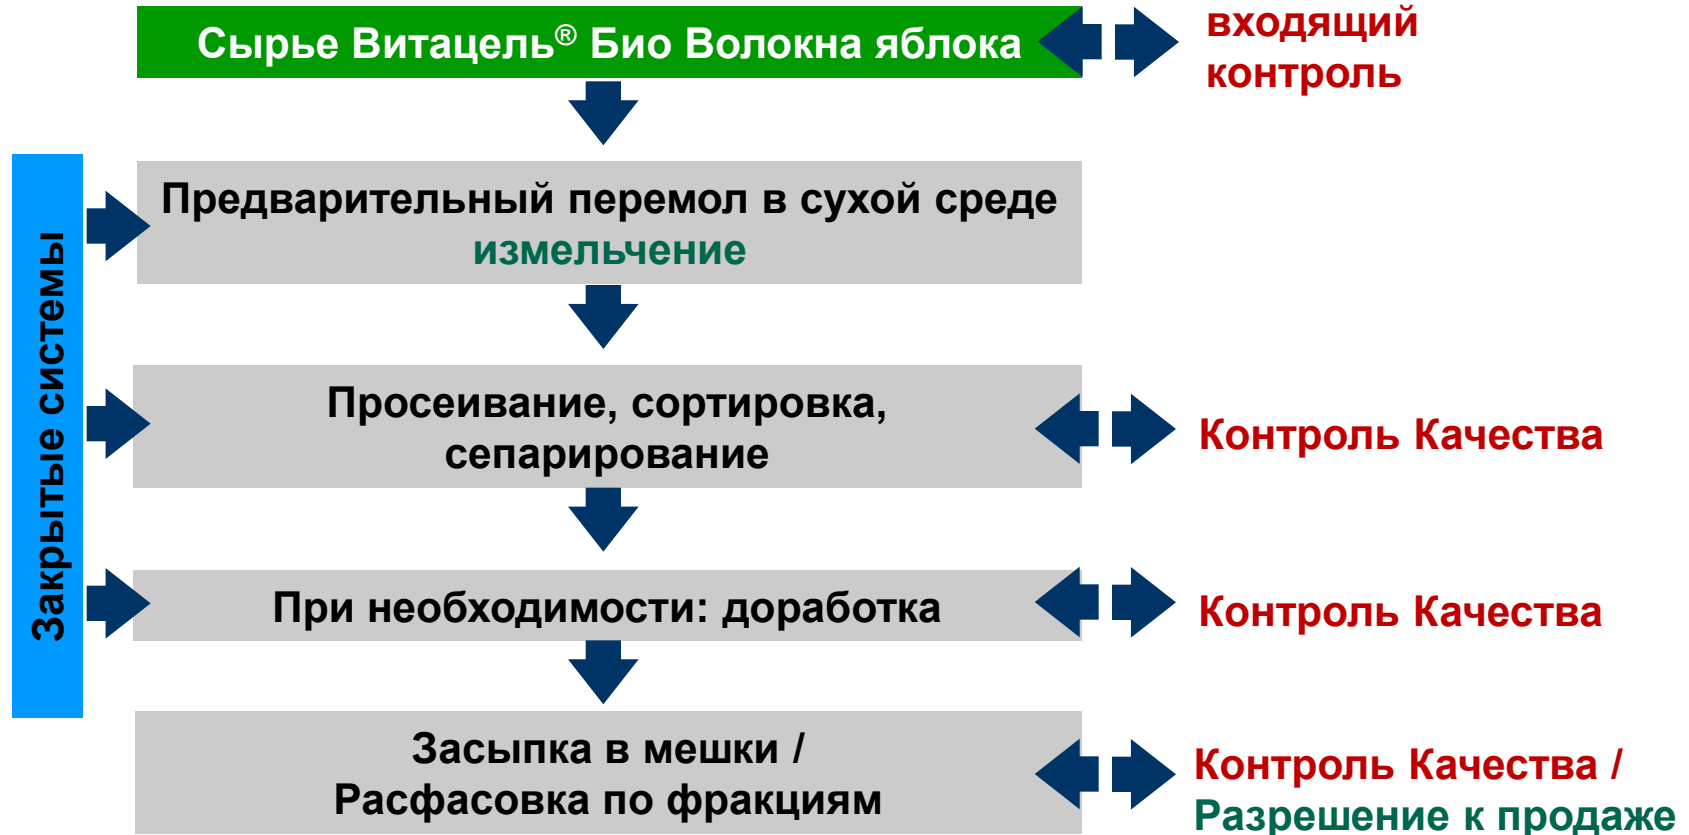 Сырье Витацель® Био Волокна яблока
входящий
контроль
Закрытые системы
Предварительный перемол в сухой среде
измельчение
Просеивание, сортировка,
сепарирование
Контроль Качества
При необходимости: доработка
Контроль Качества
Засыпка в мешки /
Расфасовка по фракциям
Контроль Качества /
Разрешение к продаже